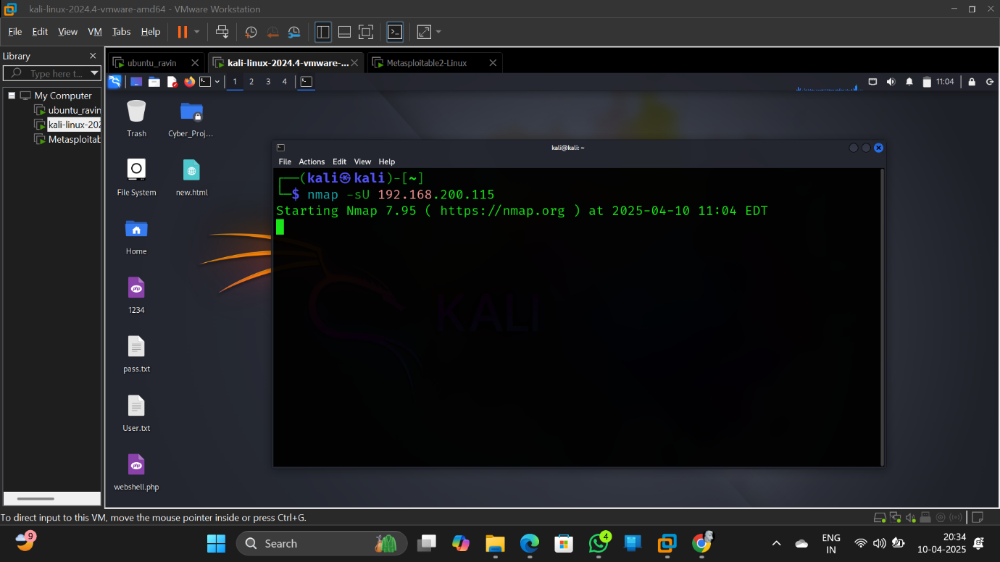 kali-linux-2024.4-vmware-amd64 - VMware Workstation
File Edit View VM Tabs Help
Library
Type here t...
My Computer
ubuntu_ravin
kali-linux-202
Metasploitab
ubuntu_ravin
kali-linux-2024.4-vmware-...
Metasploitable2-Linux
1 2 3 4
11:04
Trash
Cyber_Proj...
File System
new.html
Home
php
1234
pass.txt
User.txt
php
webshell.php
kali@kali: ~
File Actions Edit View Help
(kali㉿kali)-[~]
$ nmap -sU 192.168.200.115
Starting Nmap 7.95 ( https://nmap.org ) at 2025-04-10 11:04 EDT
KALI
To direct input to this VM, move the mouse pointer inside or press Ctrl+G.
9
Search
4
ENG
IN
20:34
10-04-2025